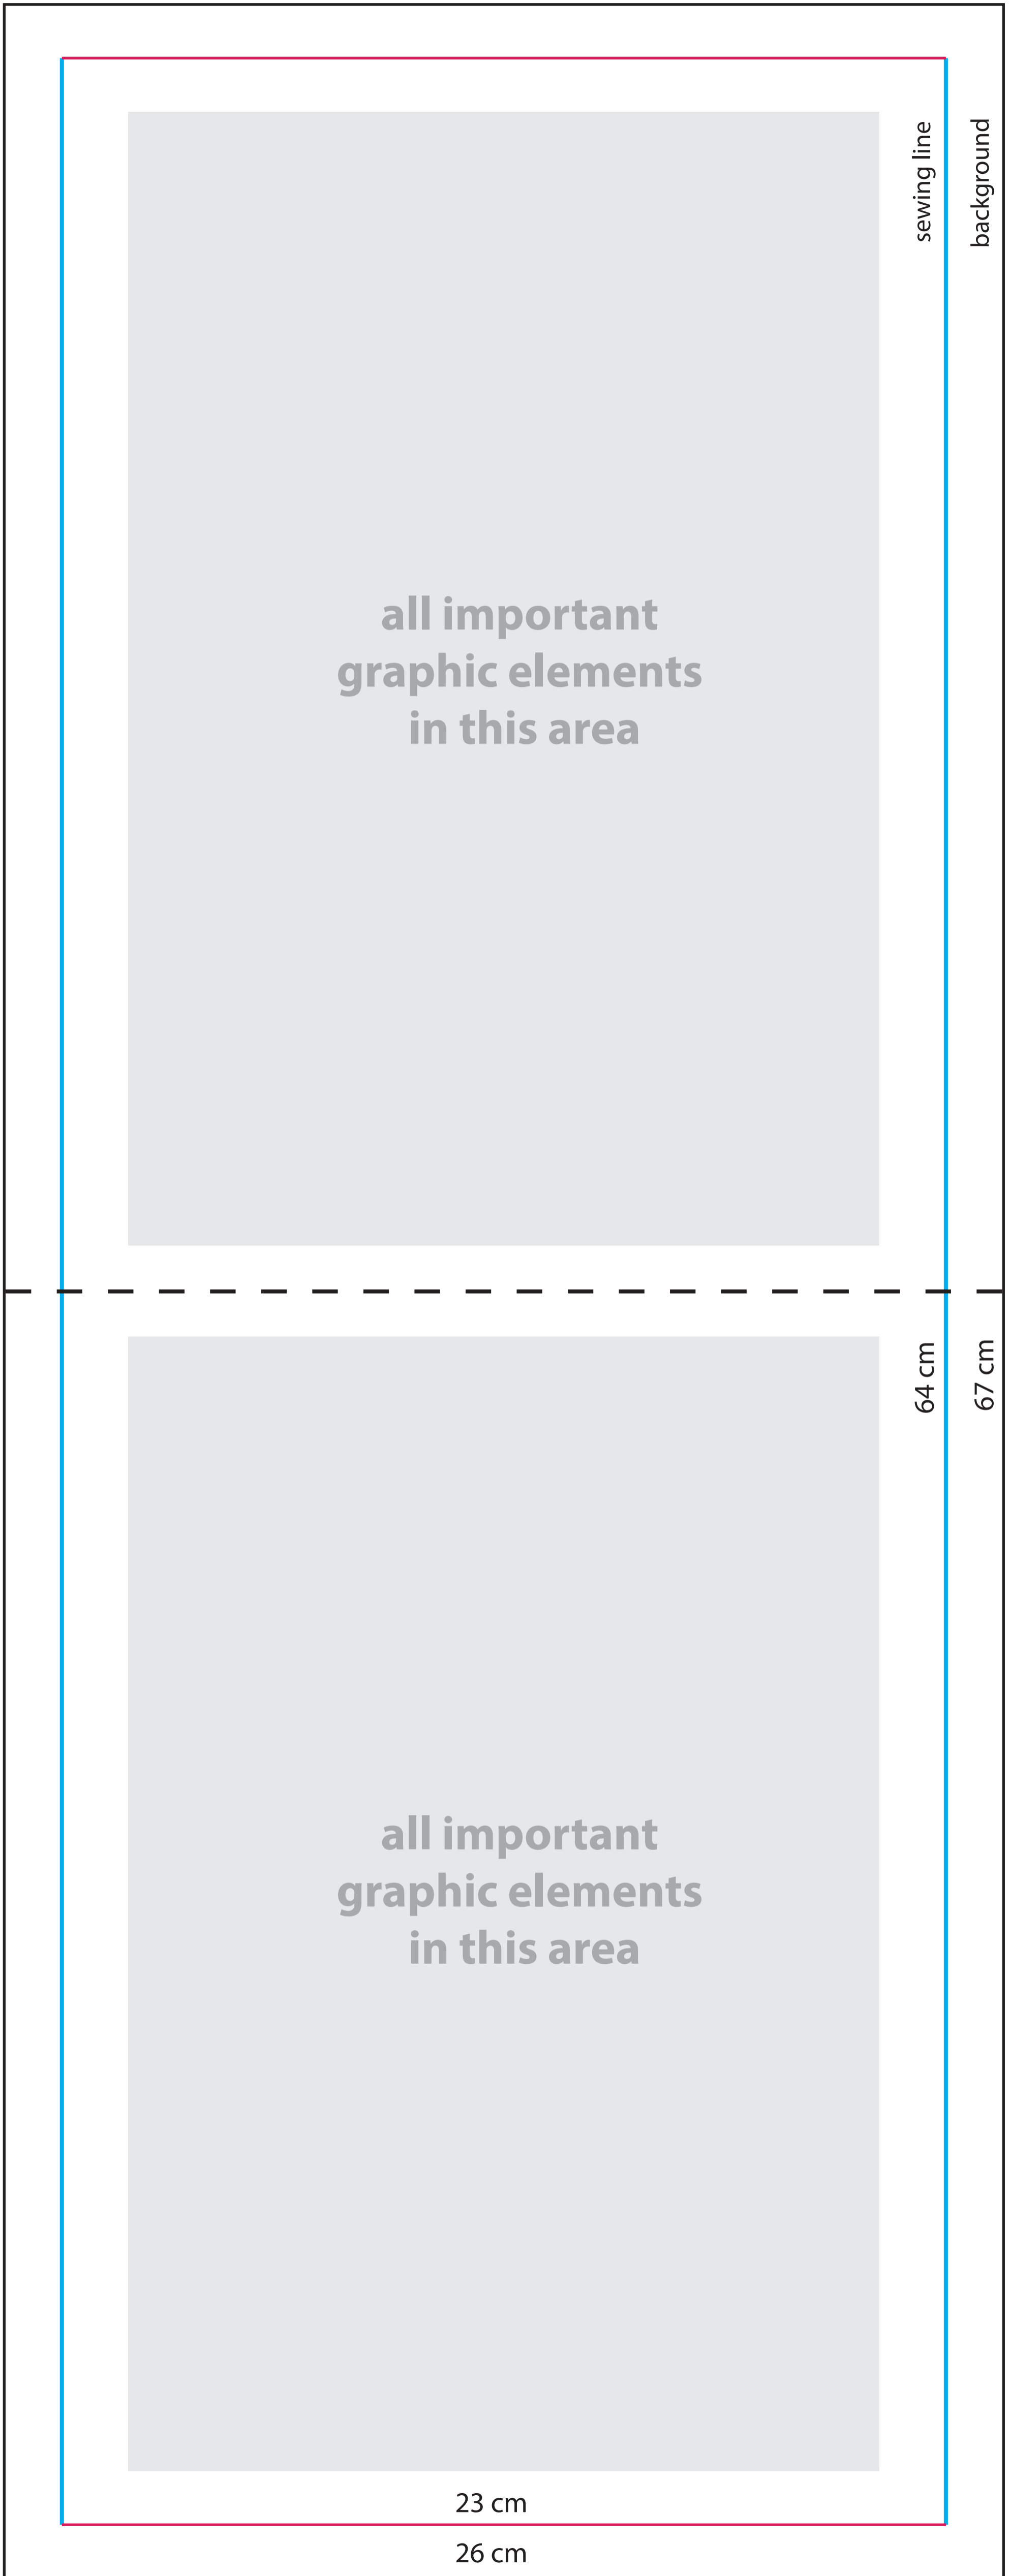 sewing line
background
all important
graphic elements
in this area
64 cm
67 cm
all important
graphic elements
in this area
23 cm
26 cm